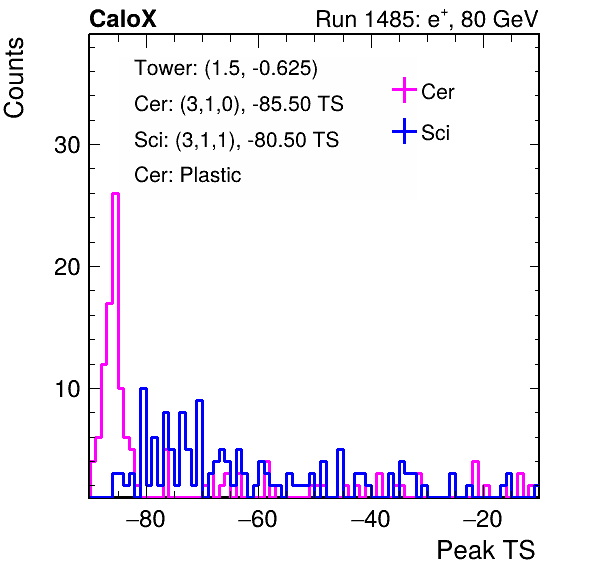 CaloX Run 1485: e⁺, 80 GeV
Counts
Tower: (1.5, -0.625)
Cer: (3,1,0), -85.50 TS
Sci: (3,1,1), -80.50 TS
Cer: Plastic
Cer
Sci
30
20
10
−80 −60 −40 −20
Peak TS